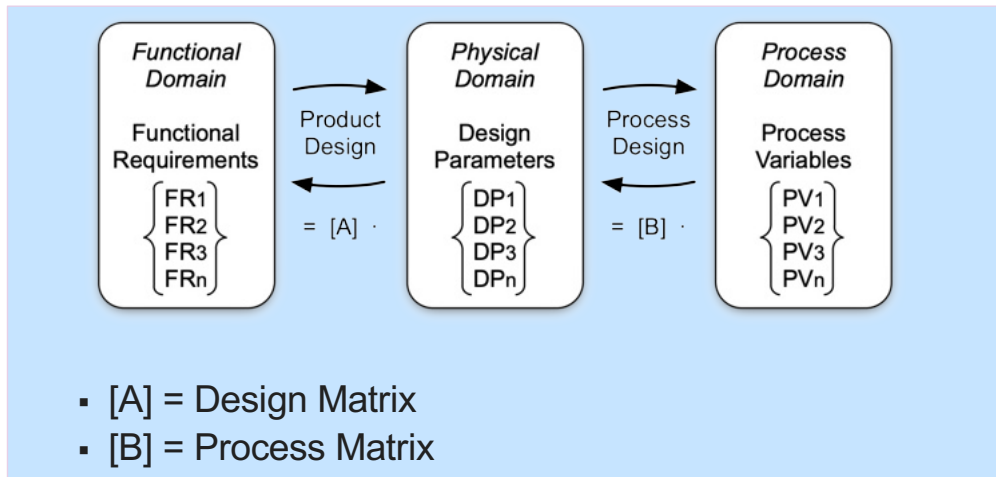 Functional
Domain
Functional
Requirements
FR1
FR2
FR3
FRn
Product
Design
= [A] ·
Physical
Domain
Design
Parameters
DP1
DP2
DP3
DPn
Process
Design
= [B] ·
Process
Domain
Process
Variables
PV1
PV2
PV3
PVn
▪ [A] = Design Matrix
▪ [B] = Process Matrix